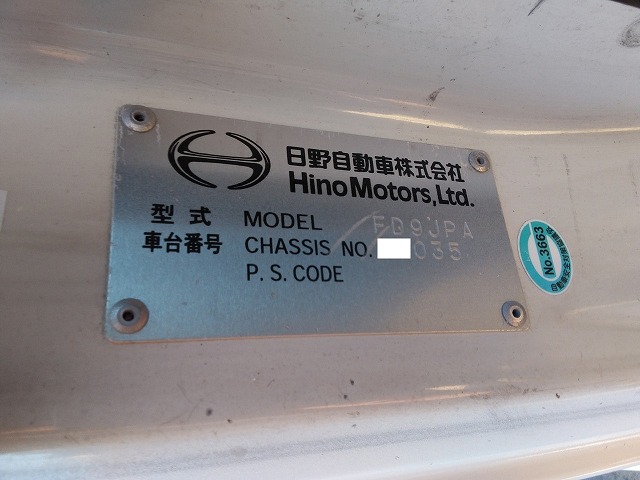 日野自動車株式会社
Hino Motors, Ltd.
型式 MODEL FD9JPA
車台番号 CHASSIS NO. 035
P. S. CODE
No.3663